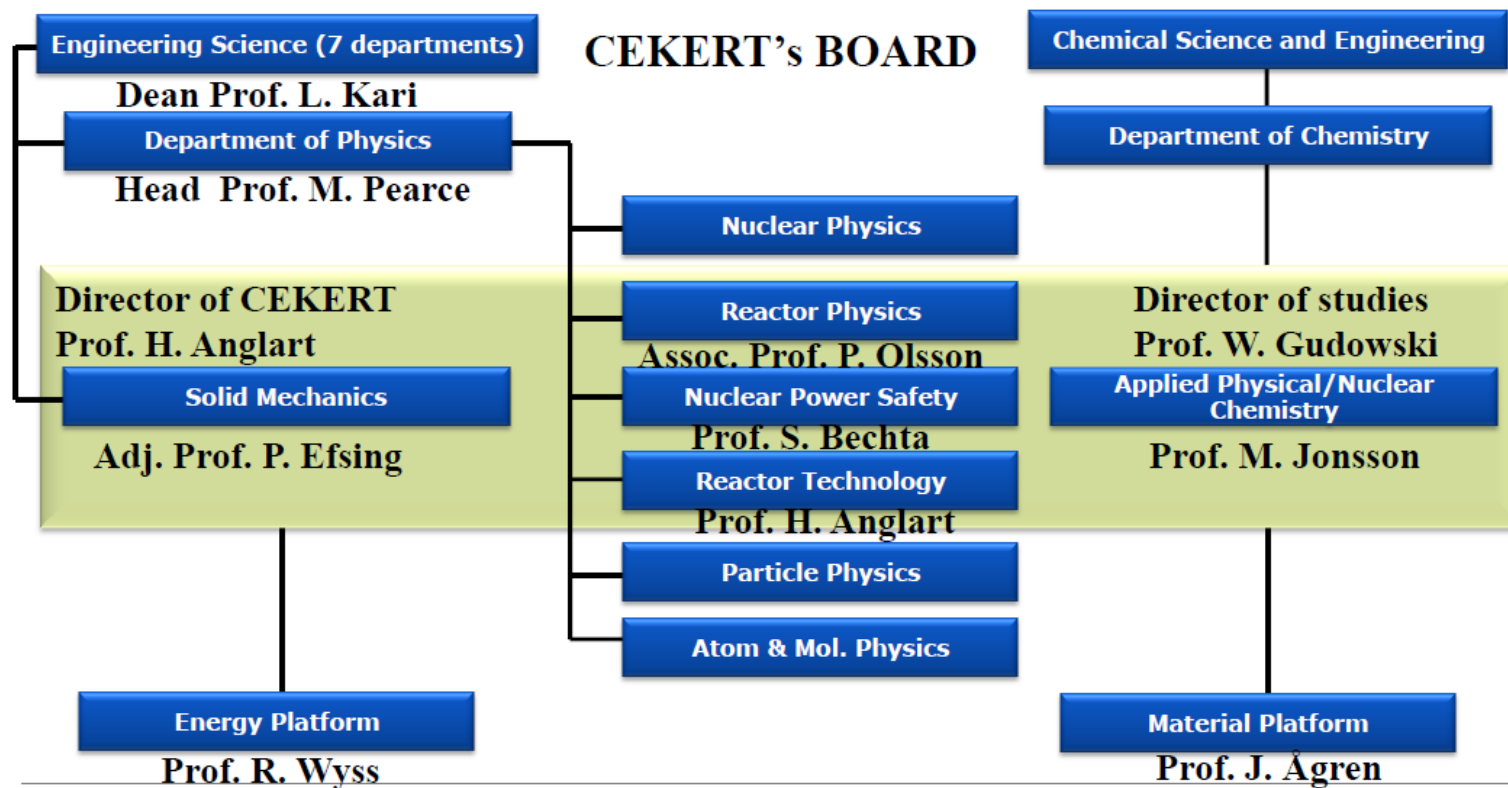 Engineering Science (7 departments)
Dean Prof. L. Kari
Department of Physics
Head Prof. M. Pearce
CEKERT's BOARD
Chemical Science and Engineering
Department of Chemistry
Nuclear Physics
Director of CEKERT
Prof. H. Anglart
Solid Mechanics
Adj. Prof. P. Efsing
Reactor Physics
Assoc. Prof. P. Olsson
Nuclear Power Safety
Prof. S. Bechta
Reactor Technology
Prof. H. Anglart
Director of studies
Prof. W. Gudowski
Applied Physical/Nuclear
Chemistry
Prof. M. Jonsson
Particle Physics
Atom & Mol. Physics
Energy Platform
Prof. R. Wyss
Material Platform
Prof. J. Ågren